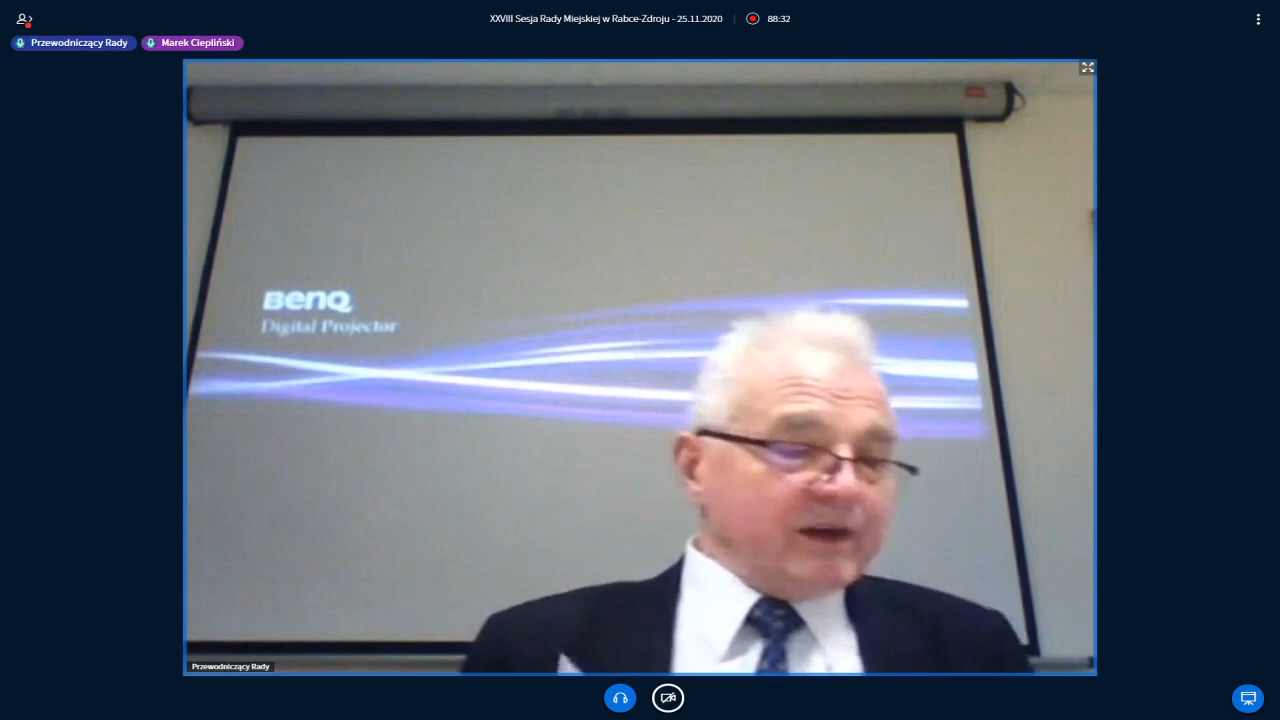 XXVIII Sesja Rady Miejskiej w Rabce-Zdroju - 25.11.2020
88:32
Przewodniczący Rady
Marek Ciepliński
BenQ
Digital Projector
Przewodniczący Rady